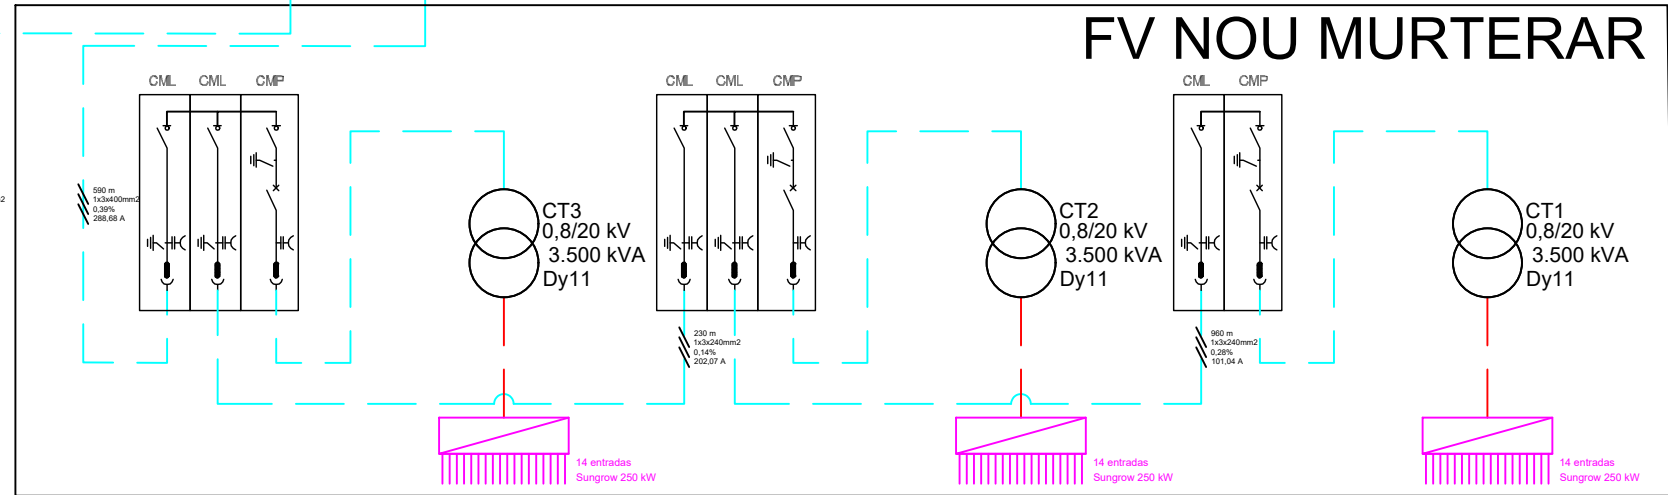 FV NOU MURTERAR
CML CML CMP
CML CML CMP
CML CMP
590 m
1x3x400mm2
0,39%
288,68 A
CT3
0,8/20 kV
3.500 kVA
Dy11
CT2
0,8/20 kV
3.500 kVA
Dy11
CT1
0,8/20 kV
3.500 kVA
Dy11
230 m
1x3x240mm2
0,14%
202,07 A
960 m
1x3x240mm2
0,28%
101,04 A
14 entradas
Sungrow 250 kW
14 entradas
Sungrow 250 kW
14 entradas
Sungrow 250 kW